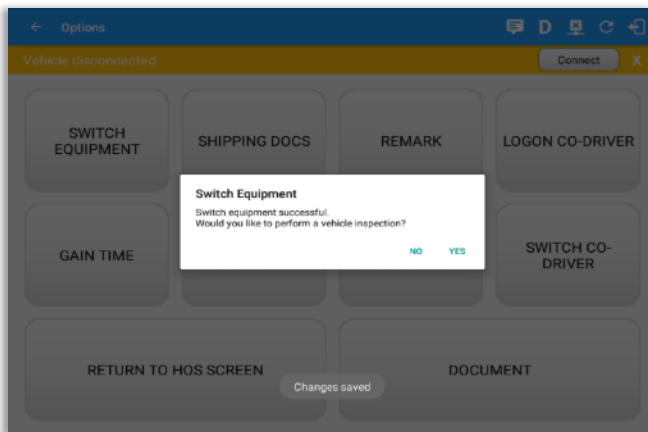 Options
D
Vehicle disconnected
Connect
X
SWITCH
EQUIPMENT
SHIPPING DOCS
REMARK
LOGON CO-DRIVER
Switch Equipment
Switch equipment successful.
Would you like to perform a vehicle inspection?
NO
YES
GAIN TIME
SWITCH CO-
DRIVER
RETURN TO HOS SCREEN
DOCUMENT
Changes saved